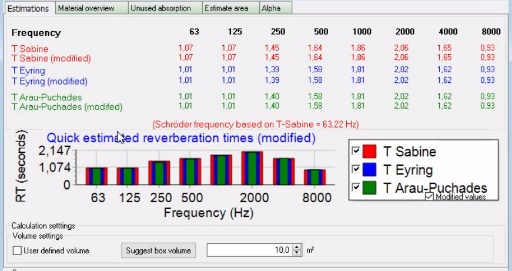 Estimations Material overview Unused absorption Estimate area Alpha
Frequency 63 125 250 500 1000 2000 4000 8000
T Sabine 1,07 1,07 1,45 1,64 1,86 2,06 1,65 0,93
T Sabine (modified) 1,07 1,07 1,45 1,64 1,86 2,06 1,65 0,93
T Eyring 1,01 1,01 1,39 1,58 1,81 2,02 1,62 0,91
T Eyring (modified) 1,01 1,01 1,39 1,58 1,81 2,02 1,62 0,91
T Arau-Puchades 1,01 1,01 1,40 1,58 1,81 2,02 1,62 0,93
T Arau-Puchades (modifed) 1,01 1,01 1,40 1,58 1,81 2,02 1,62 0,93
(Schröder frequency based on T-Sabine = 63,22 Hz)
Quick estimated reverberation times (modified)
RT (seconds)
2,147
1,074
0
63 125 250 500 2000 8000
Frequency (Hz)
T Sabine
T Eyring
T Arau-Puchades
Modified values
Calculation setttings
Volume settings
User defined volume Suggest box volume 10,0 m³